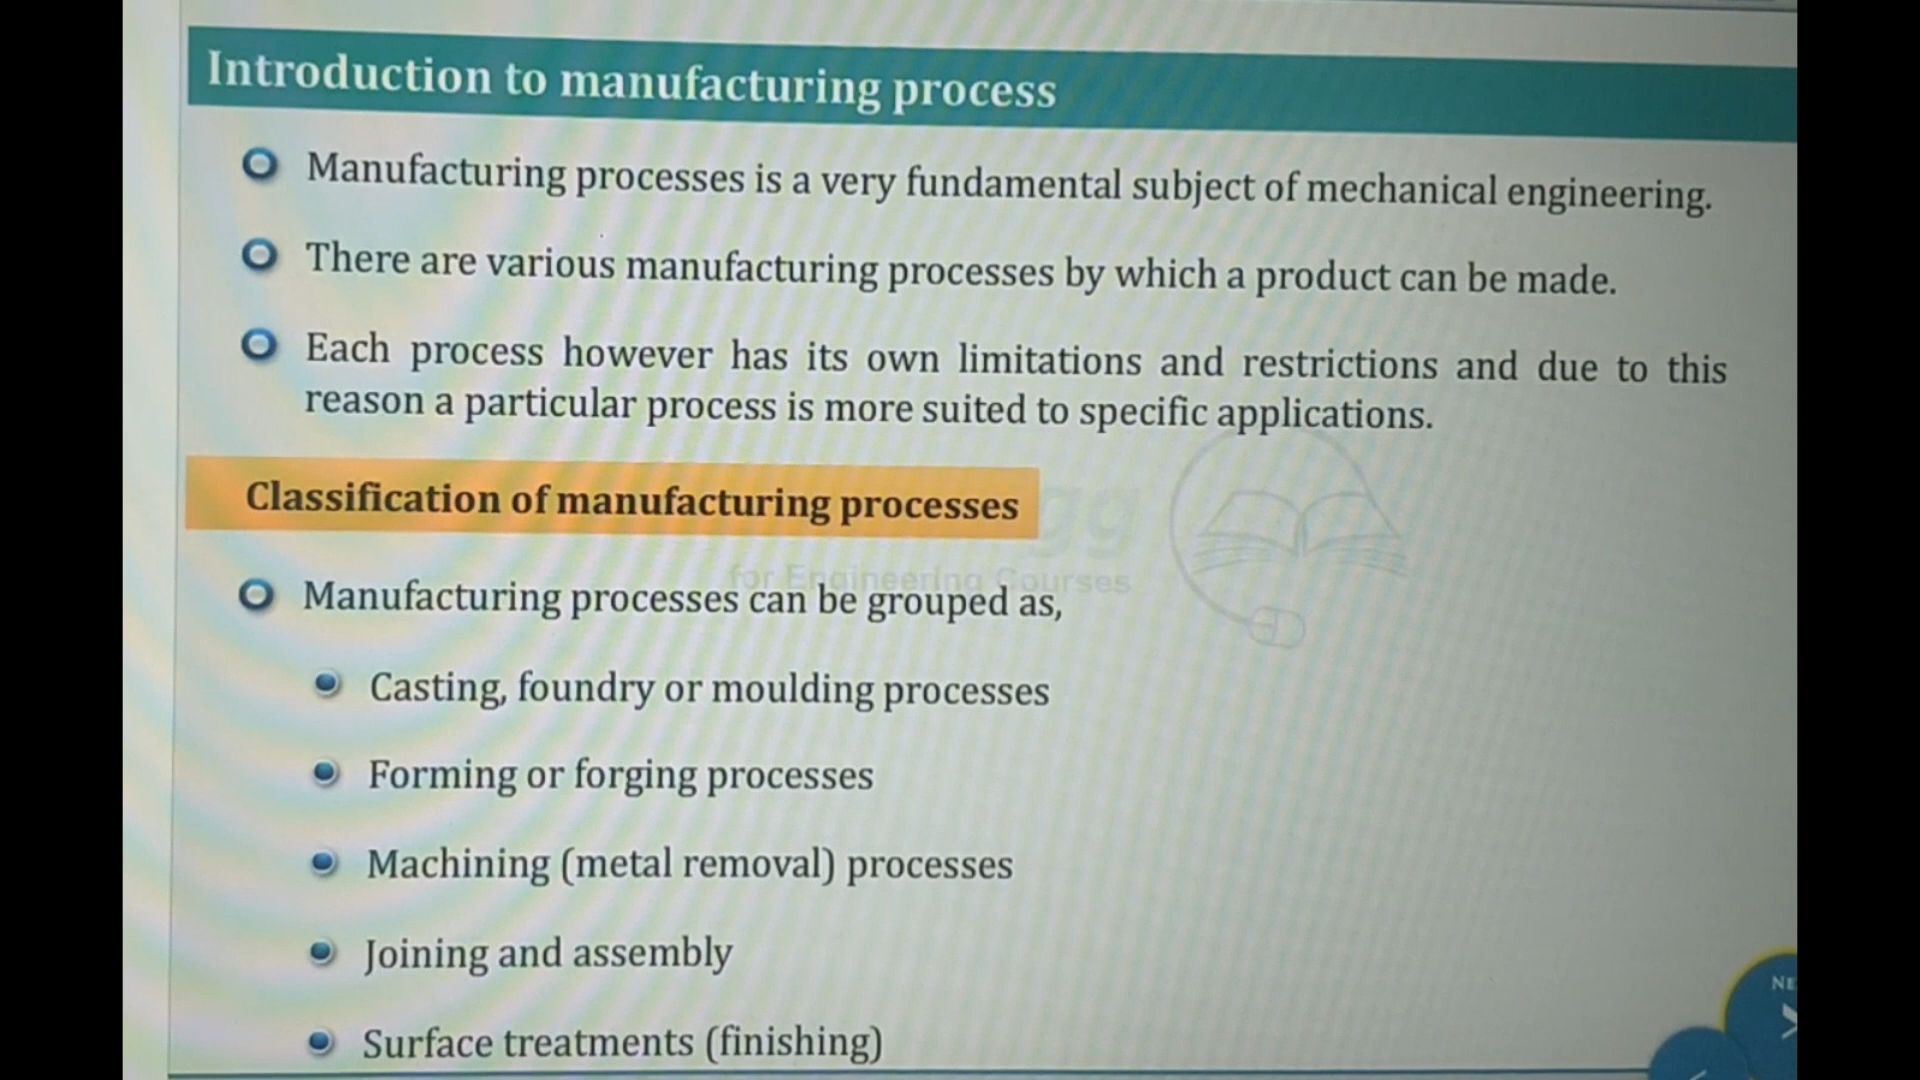 Introduction to manufacturing process
Manufacturing processes is a very fundamental subject of mechanical engineering.
There are various manufacturing processes by which a product can be made.
Each process however has its own limitations and restrictions and due to this
reason a particular process is more suited to specific applications.
Classification of manufacturing processes
for Engineering Courses
Manufacturing processes can be grouped as,
Casting, foundry or moulding processes
Forming or forging processes
Machining (metal removal) processes
Joining and assembly
Surface treatments (finishing)